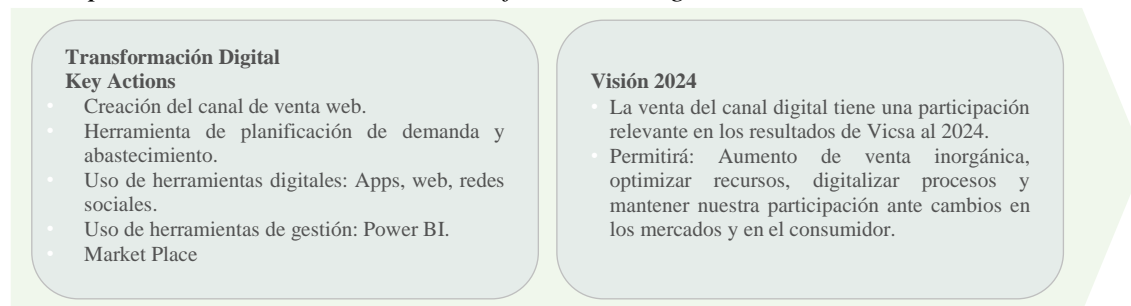 Transformación Digital
Key Actions
Creación del canal de venta web.
Herramienta de planificación de demanda y
abastecimiento.
Uso de herramientas digitales: Apps, web, redes
sociales.
Uso de herramientas de gestión: Power BI.
Market Place
Visión 2024
La venta del canal digital tiene una participación
relevante en los resultados de Vicsa al 2024.
Permitirá: Aumento de venta inorgánica,
optimizar recursos, digitalizar procesos y
mantener nuestra participación ante cambios en
los mercados y en el consumidor.